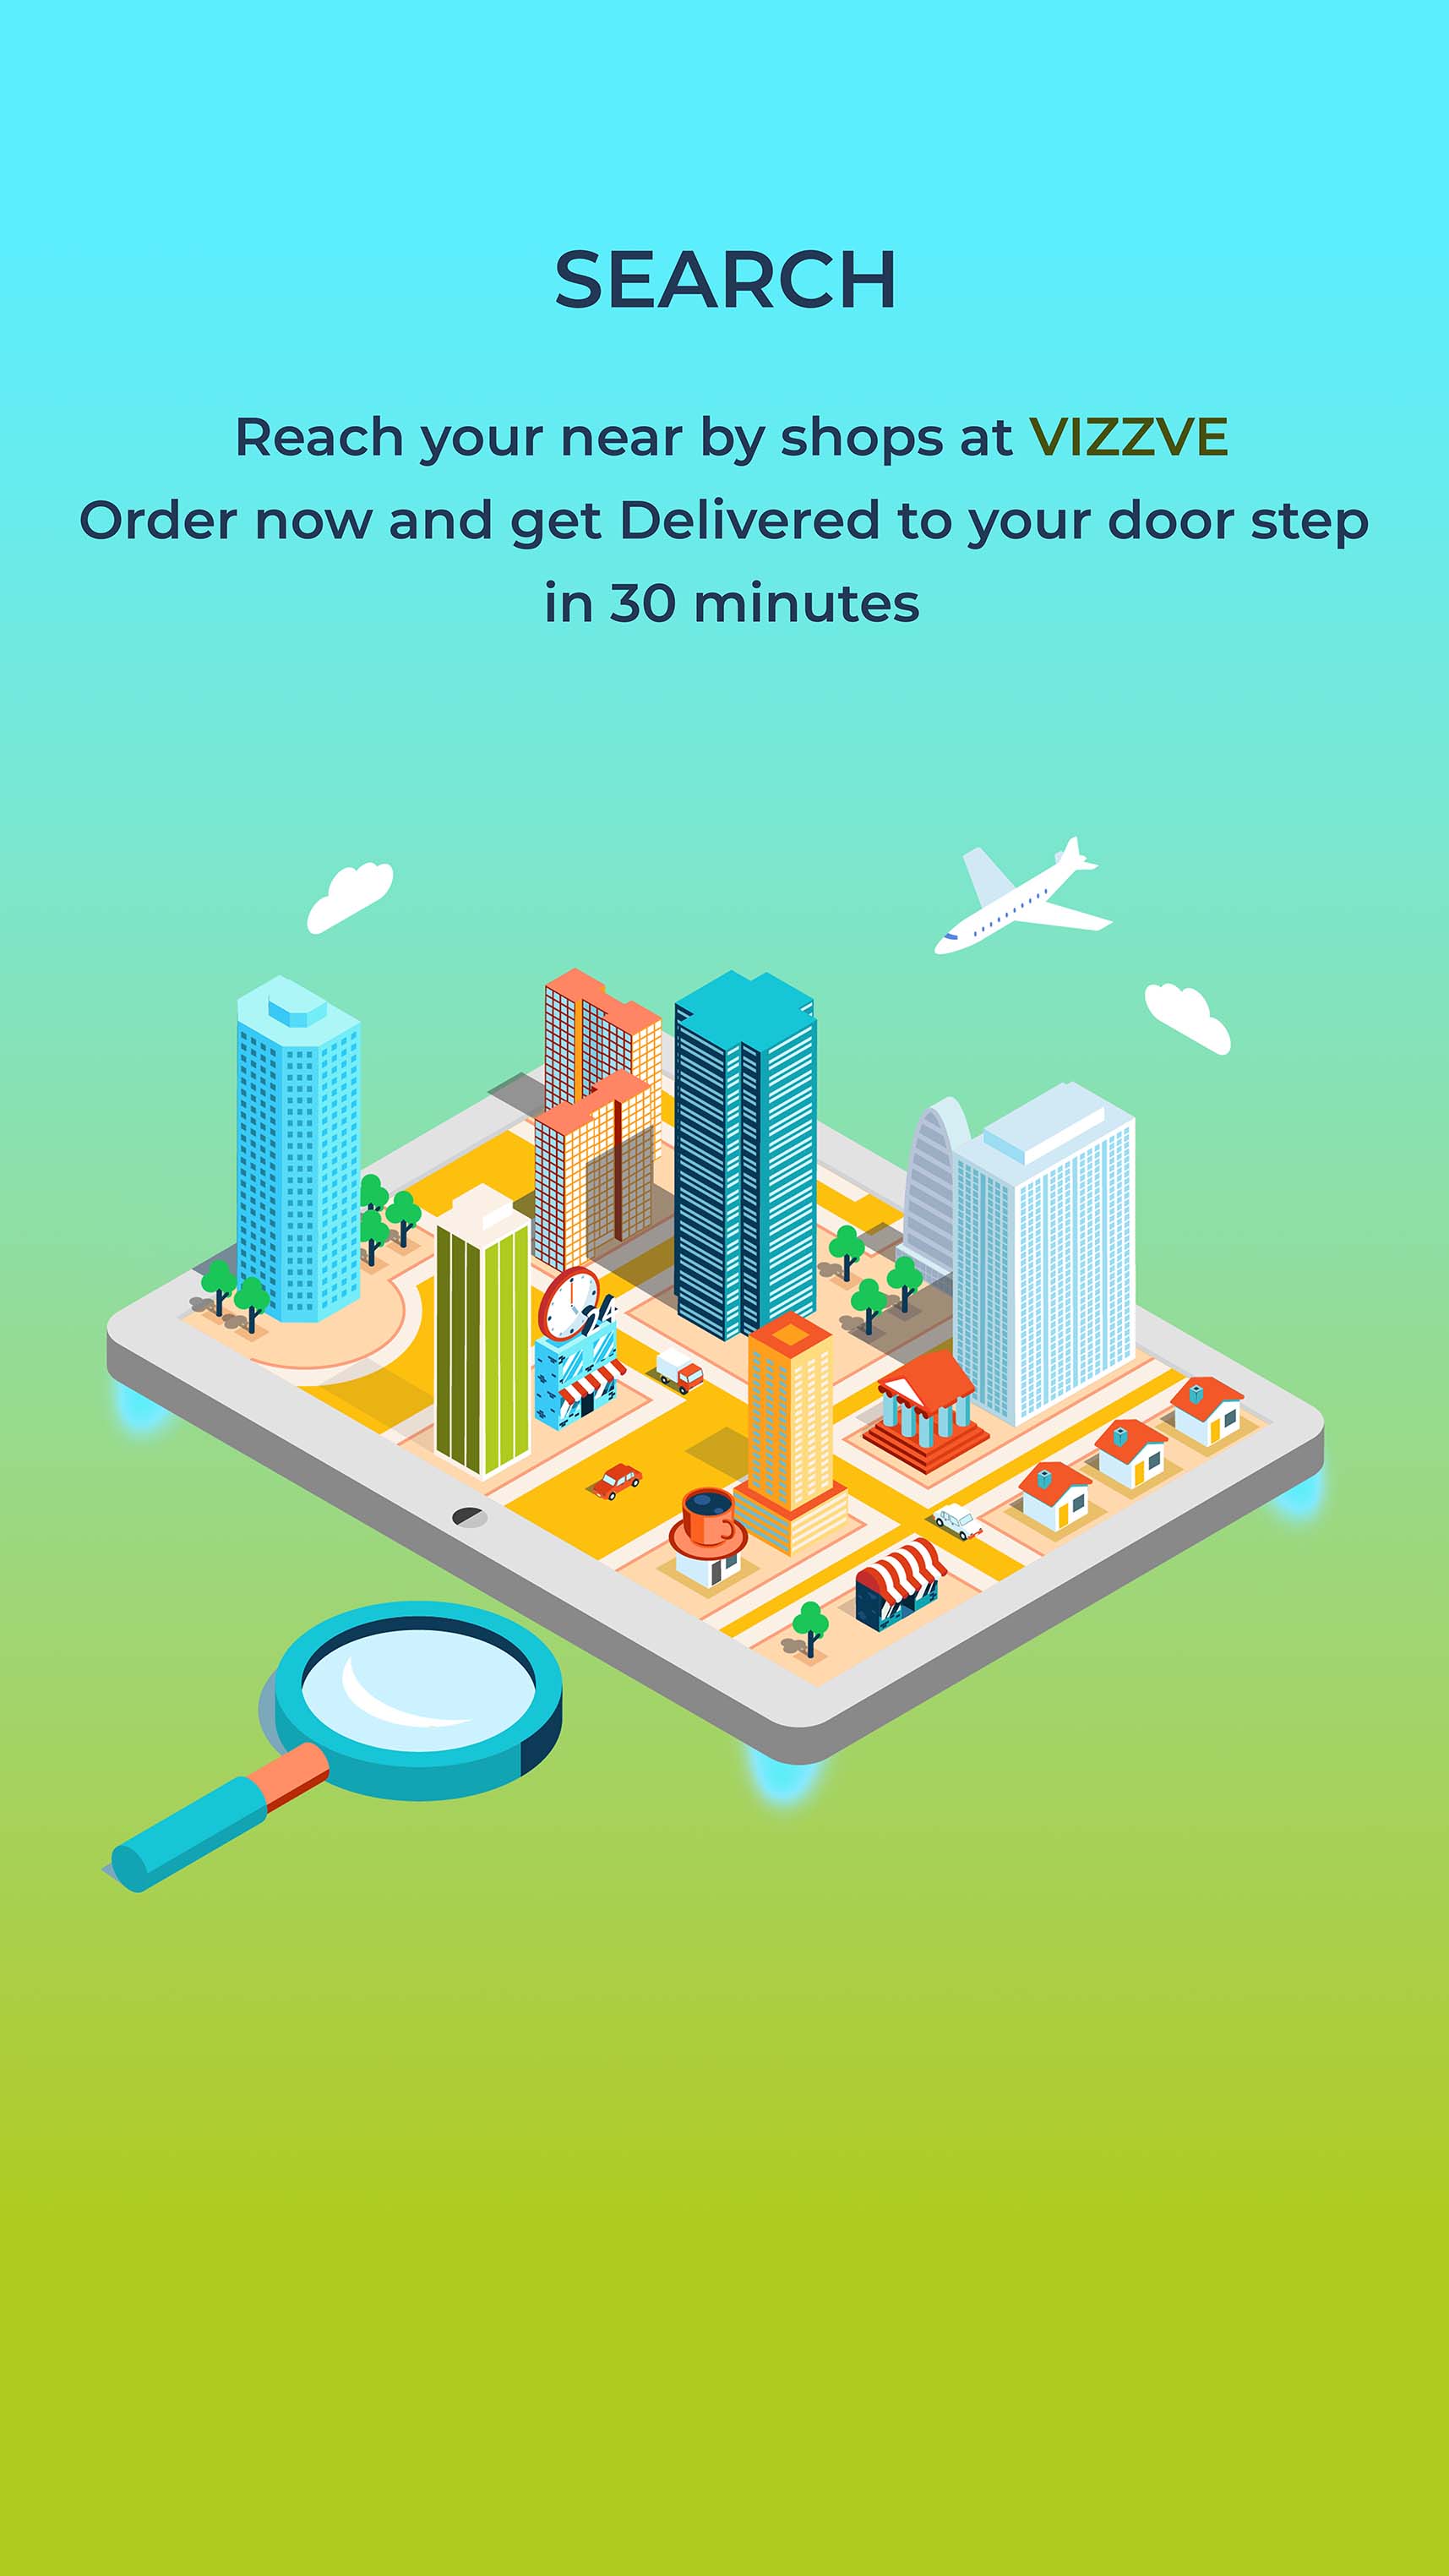 SEARCH
Reach your near by shops at VIZZVE
Order now and get Delivered to your door step
in 30 minutes
24